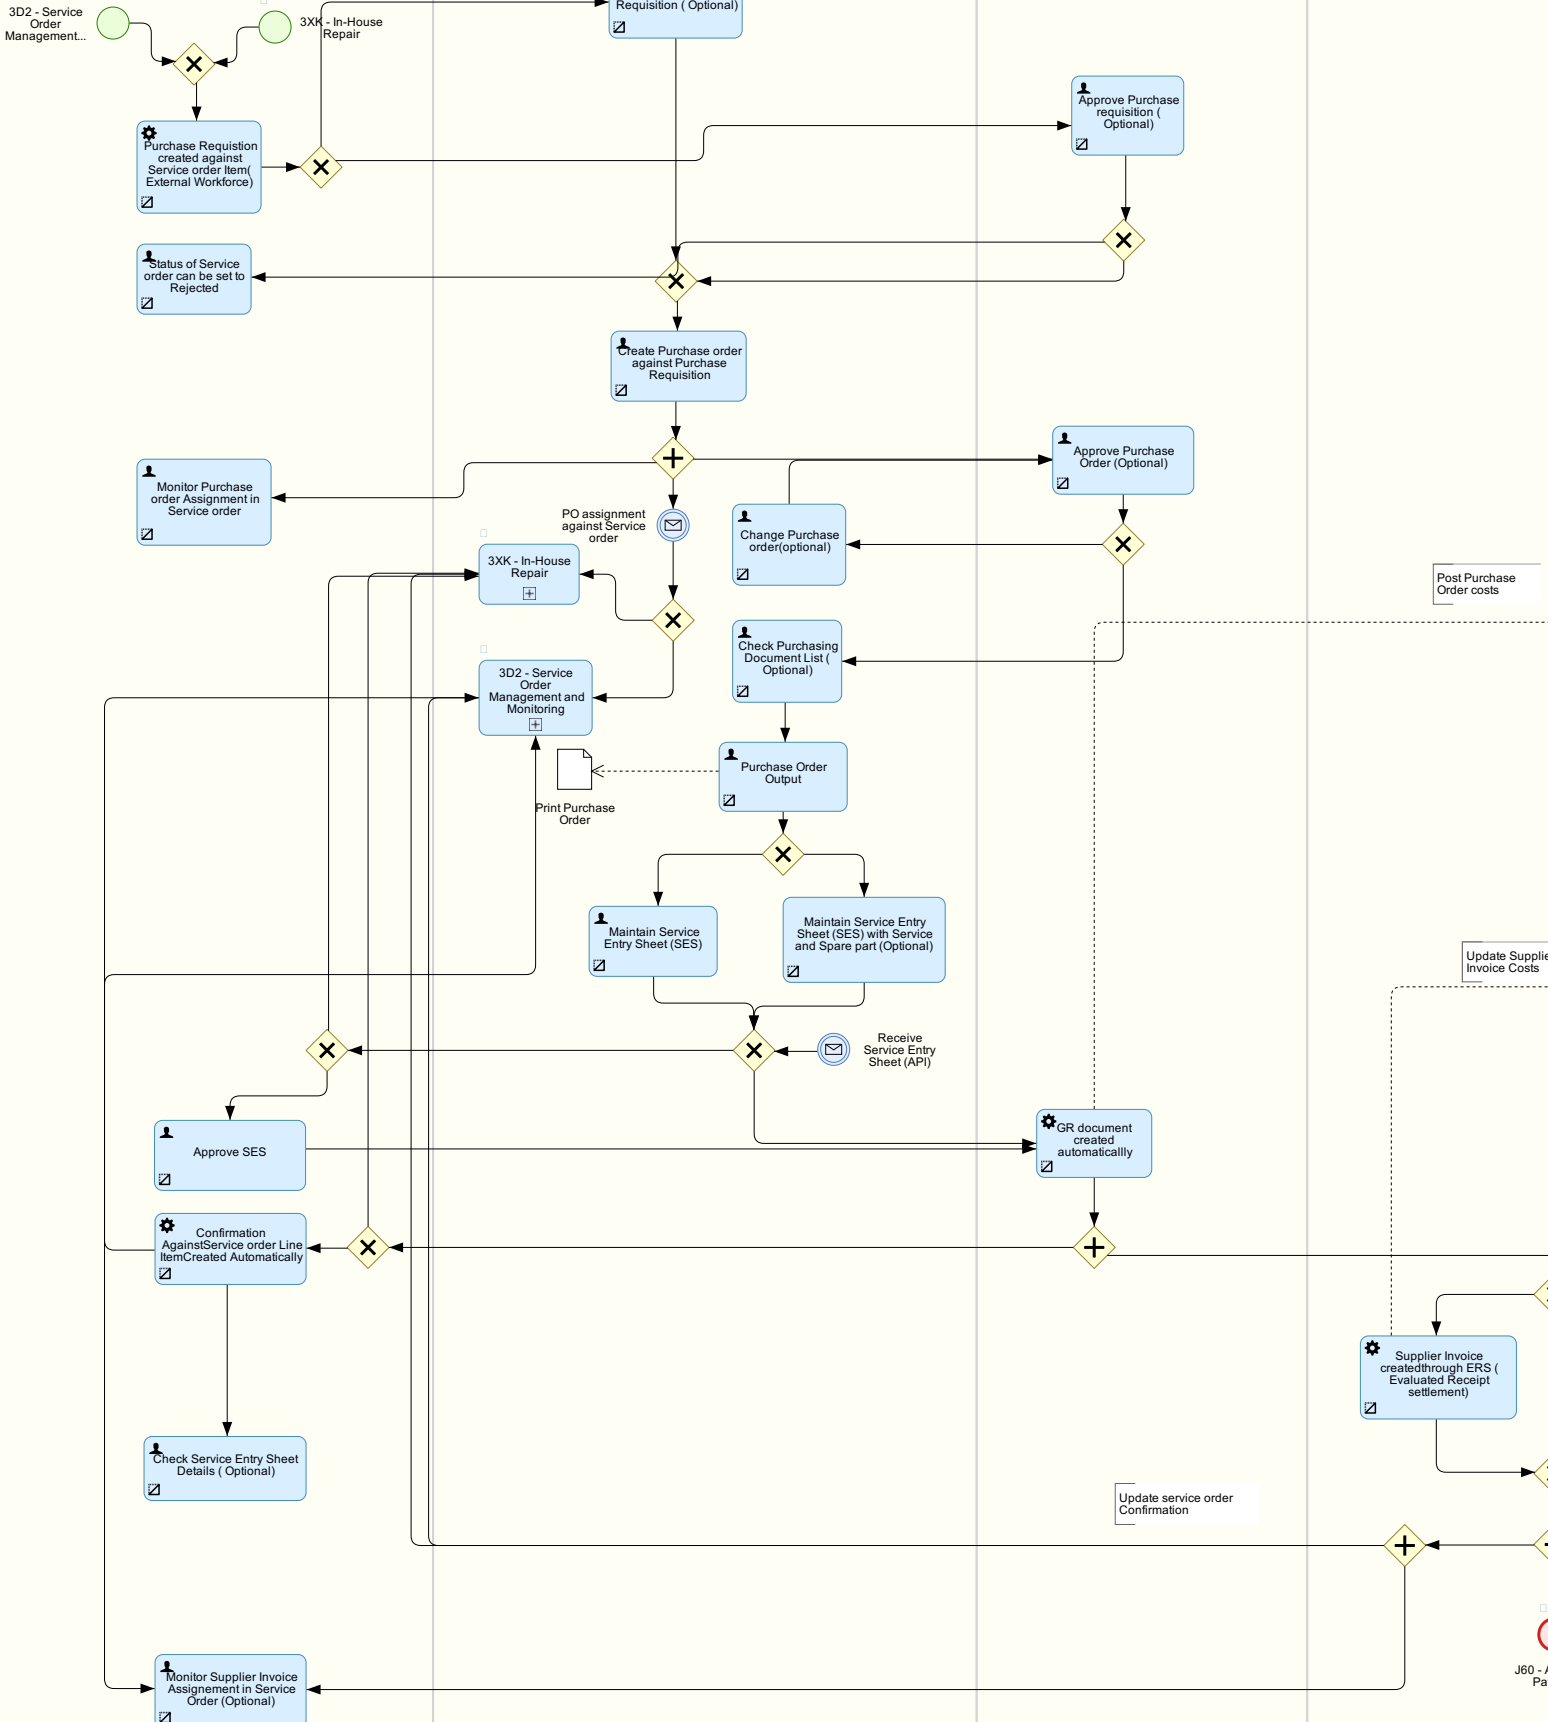 3D2 - Service
Order
Management...
3XK - In-House
Repair
Requisition ( Optional)
Approve Purchase
requisition (
Optional)
Purchase Requistion
created against
Service order Item(
External Workforce)
Status of Service
order can be set to
Rejected
Create Purchase order
against Purchase
Requisition
Approve Purchase
Order (Optional)
Monitor Purchase
order Assignment in
Service order
PO assignment
against Service
order
Change Purchase
order(optional)
3XK - In-House
Repair
Post Purchase
Order costs
Check Purchasing
Document List (
Optional)
3D2 - Service
Order
Management and
Monitoring
Purchase Order
Output
Print Purchase
Order
Maintain Service
Entry Sheet (SES)
Maintain Service Entry
Sheet (SES) with Service
and Spare part (Optional)
Update Supplie
Invoice Costs
Receive
Service Entry
Sheet (API)
Approve SES
GR document
created
automaticallly
Confirmation
AgainstService order Line
ItemCreated Automatically
Supplier Invoice
createdthrough ERS (
Evaluated Receipt
settlement)
Check Service Entry Sheet
Details ( Optional)
Update service order
Confirmation
Monitor Supplier Invoice
Assignement in Service
Order (Optional)
J60 - A
Pa